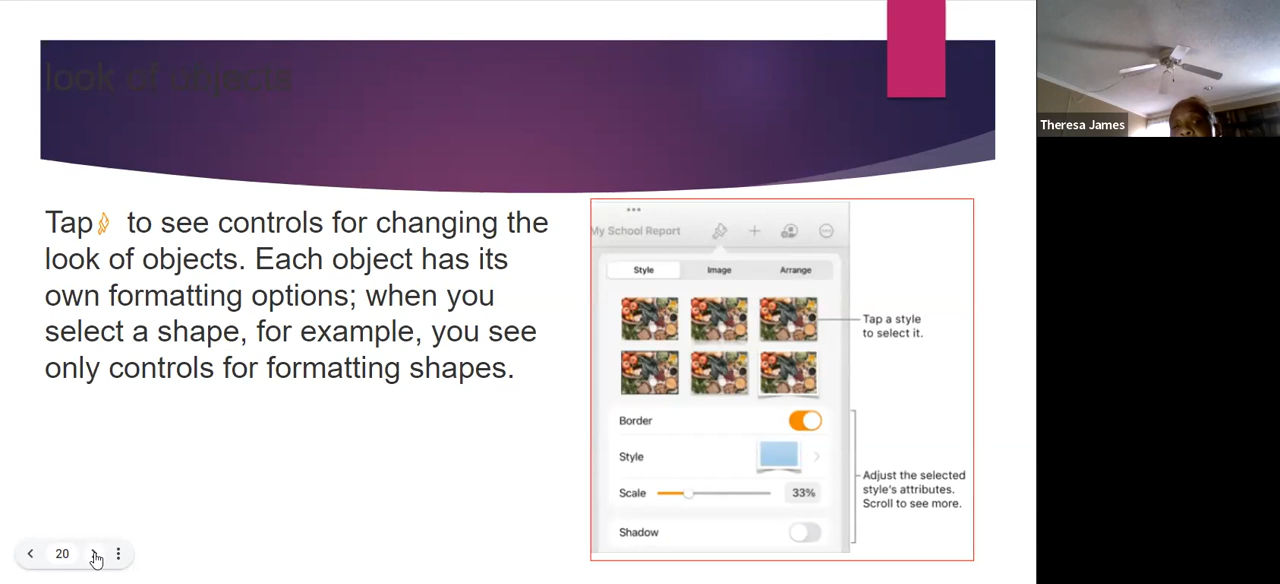 look of objects
Tap to see controls for changing the
look of objects. Each object has its
own formatting options; when you
select a shape, for example, you see
only controls for formatting shapes.
My School Report
Style Image Arrange
Tap a style
to select it.
Border
Style
Scale 33%
Shadow
Adjust the selected
style's attributes.
Scroll to see more.
20
Theresa James